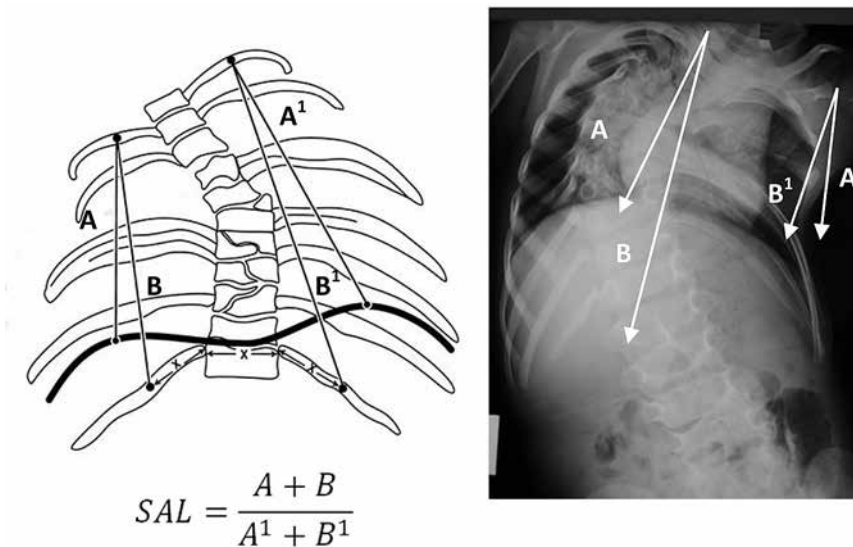 A¹
A
B
B¹
x x x
SAL = (A + B) / (A¹ + B¹)
A
B
B¹
A